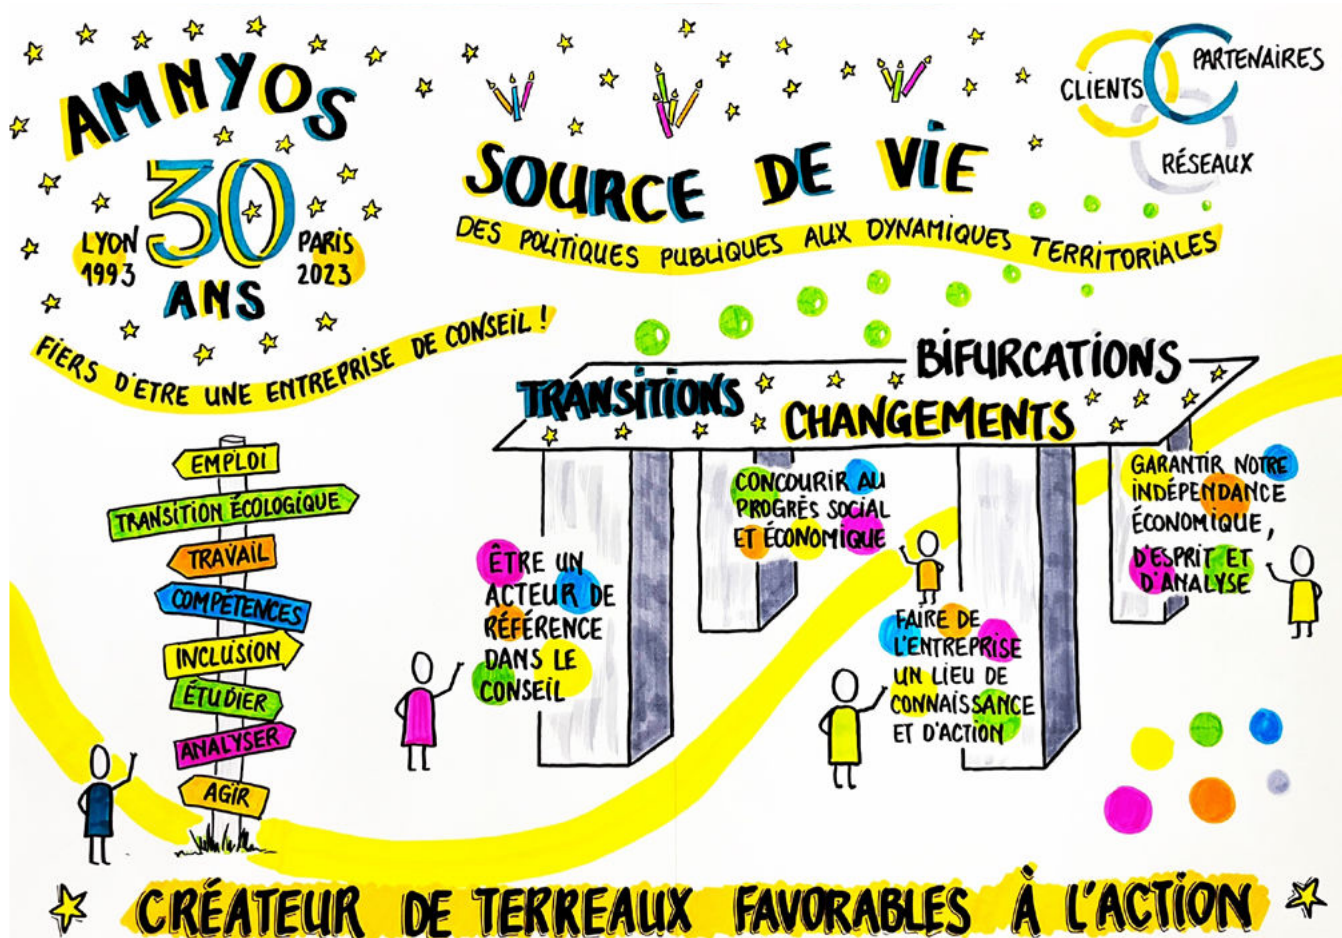 AMNYOS
30
LYON
1993
PARIS
2023
ANS
FIERS D'ETRE UNE ENTREPRISE DE CONSEIL !
SOURCE DE VIE
DES POLITIQUES PUBLIQUES AUX DYNAMIQUES TERRITORIALES
CLIENTS
PARTENAIRES
RÉSEAUX
TRANSITIONS
BIFURCATIONS
CHANGEMENTS
EMPLOI
TRANSITION ÉCOLOGIQUE
TRAVAIL
COMPÉTENCES
INCLUSION
ÉTUDIER
ANALYSER
AGIR
ÊTRE UN
ACTEUR DE
RÉFÉRENCE
DANS LE
CONSEIL
CONCOURIR AU
PROGRÈS SOCIAL
ET ÉCONOMIQUE
FAIRE DE
L'ENTREPRISE
UN LIEU DE
CONNAISSANCE
ET D'ACTION
GARANTIR NOTRE
INDÉPENDANCE
ÉCONOMIQUE,
D'ESPRIT ET
D'ANALYSE
CRÉATEUR DE TERREAUX FAVORABLES À L'ACTION